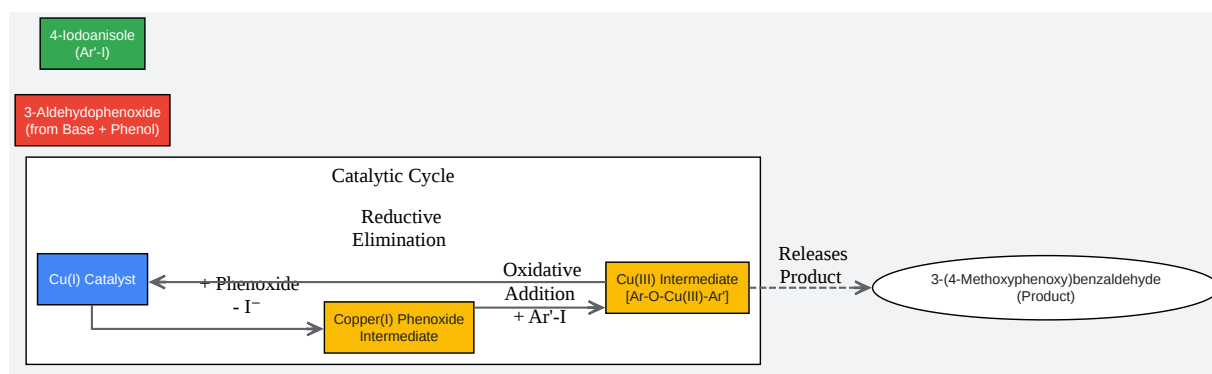 4-Iodoanisole
(Ar'-I)
3-Aldehydophenoxide
(from Base + Phenol)
Catalytic Cycle
Reductive
Elimination
Cu(I) Catalyst
+ Phenoxide
- I⁻
Copper(I) Phenoxide
Intermediate
Oxidative
Addition
+ Ar'-I
Cu(III) Intermediate
[Ar-O-Cu(III)-Ar']
Releases
Product
3-(4-Methoxyphenoxy)benzaldehyde
(Product)